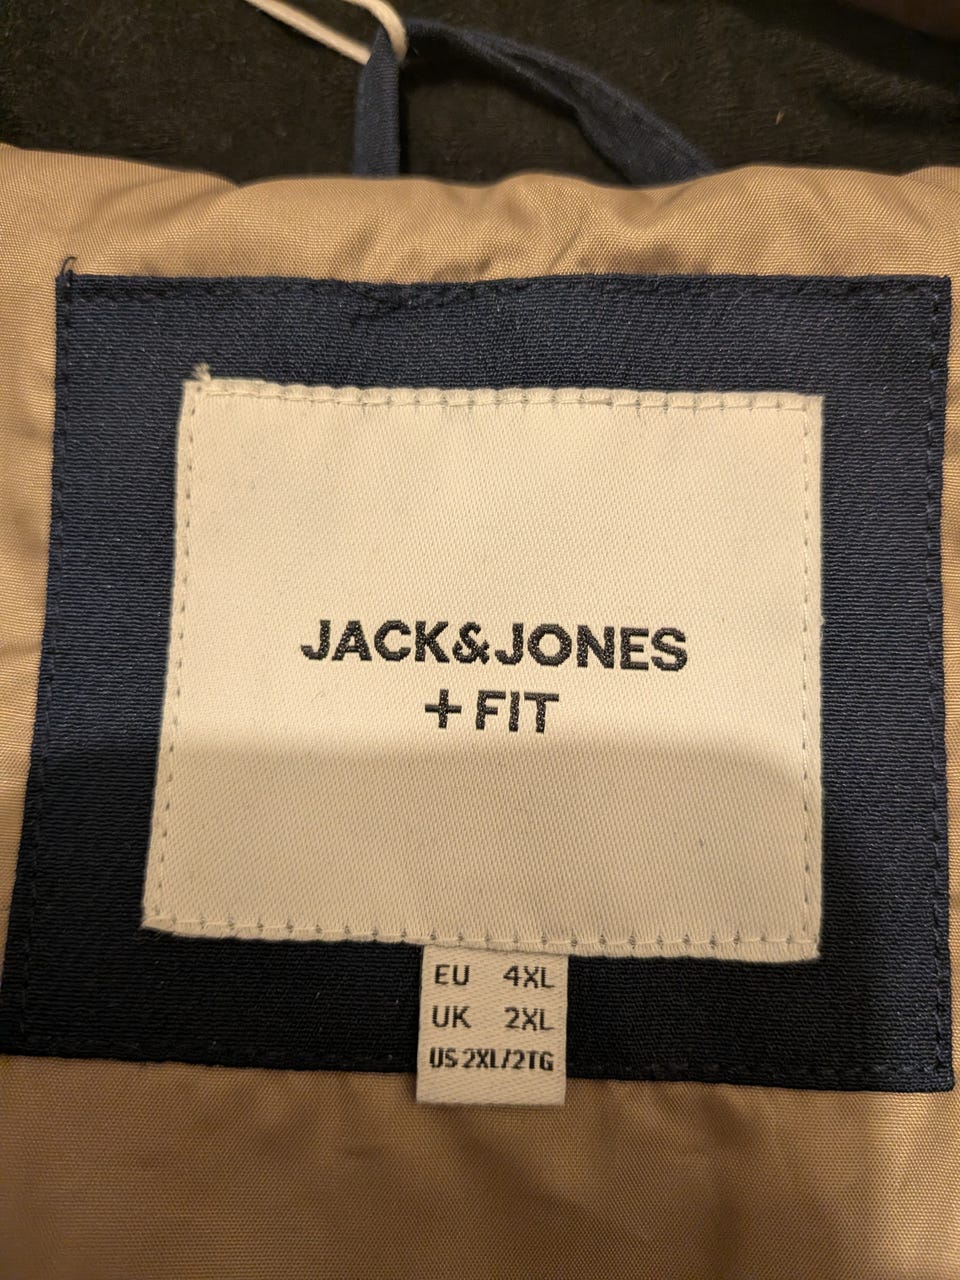 JACK&JONES
+FIT
EU 4XL
UK 2XL
US 2XL/2TG